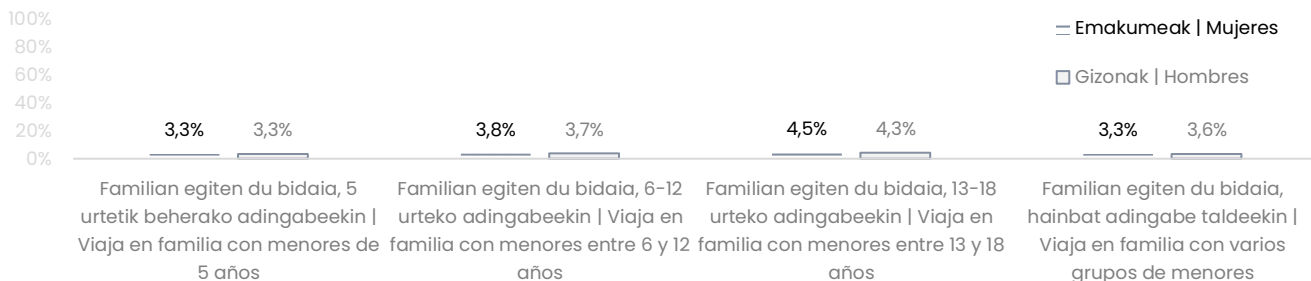 100%
80%
60%
40%
20%
0%
Emakumeak | Mujeres
Gizonak | Hombres
3,3% 3,3% 3,8% 3,7% 4,5% 4,3% 3,3% 3,6%
Familian egiten du bidaia, 5
urtetik beherako adingabeekin |
Viaja en familia con menores de
5 años
Familian egiten du bidaia, 6-12
urteko adingabeekin | Viaja en
familia con menores entre 6 y 12
años
Familian egiten du bidaia, 13-18
urteko adingabeekin | Viaja en
familia con menores entre 13 y 18
años
Familian egiten du bidaia,
hainbat adingabe taldeekin |
Viaja en familia con varios
grupos de menores